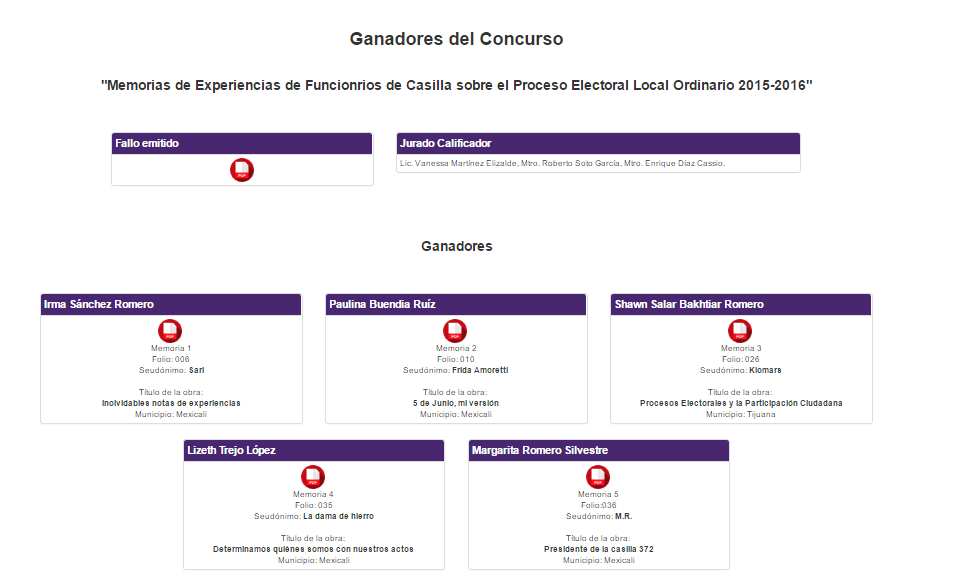 Ganadores del Concurso
"Memorias de Experiencias de Funcionrios de Casilla sobre el Proceso Electoral Local Ordinario 2015-2016"
Fallo emitido
PDF
Jurado Calificador
Lic. Vanessa Martínez Elizalde, Mtro. Roberto Soto García, Mtro. Enrique Díaz Cassio.
Ganadores
Irma Sánchez Romero
PDF
Memoria 1
Folio: 006
Seudónimo: Sari
Título de la obra:
Inolvidables notas de experiencias
Municipio: Mexicali
Paulina Buendia Ruíz
PDF
Memoria 2
Folio: 010
Seudónimo: Frida Amoretti
Título de la obra:
5 de Junio, mi versión
Municipio: Mexicali
Shawn Salar Bakhtiar Romero
PDF
Memoria 3
Folio: 026
Seudónimo: Kiomars
Título de la obra:
Procesos Electorales y la Participación Ciudadana
Municipio: Tijuana
Lizeth Trejo López
PDF
Memoria 4
Folio: 035
Seudónimo: La dama de hierro
Título de la obra:
Determinamos quiénes somos con nuestros actos
Municipio: Mexicali
Margarita Romero Silvestre
PDF
Memoria 5
Folio:036
Seudónimo: M.R.
Título de la obra:
Presidente de la casilla 372
Municipio: Mexicali